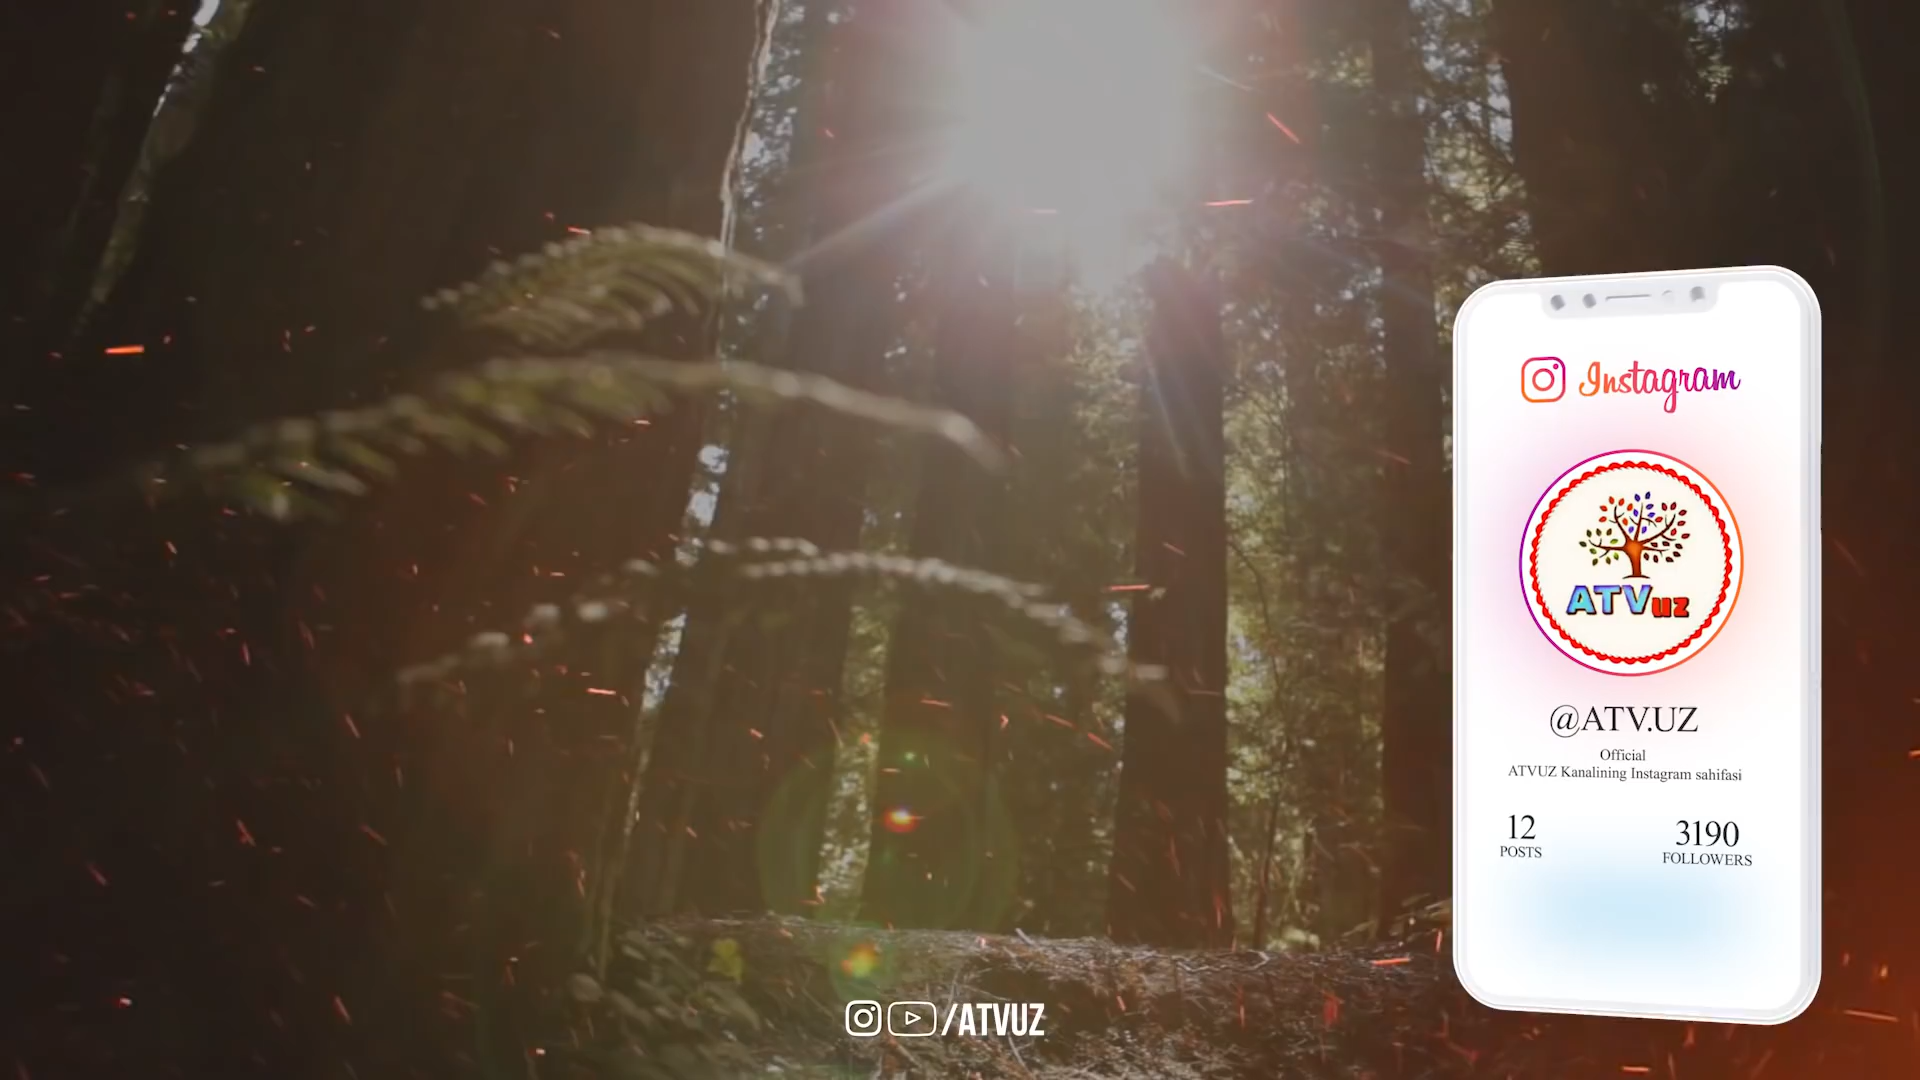 Instagram
ATVuz
@ATV.UZ
Official
ATVUZ Kanalining Instagram sahifasi
12
POSTS
3190
FOLLOWERS
/ATVUZ